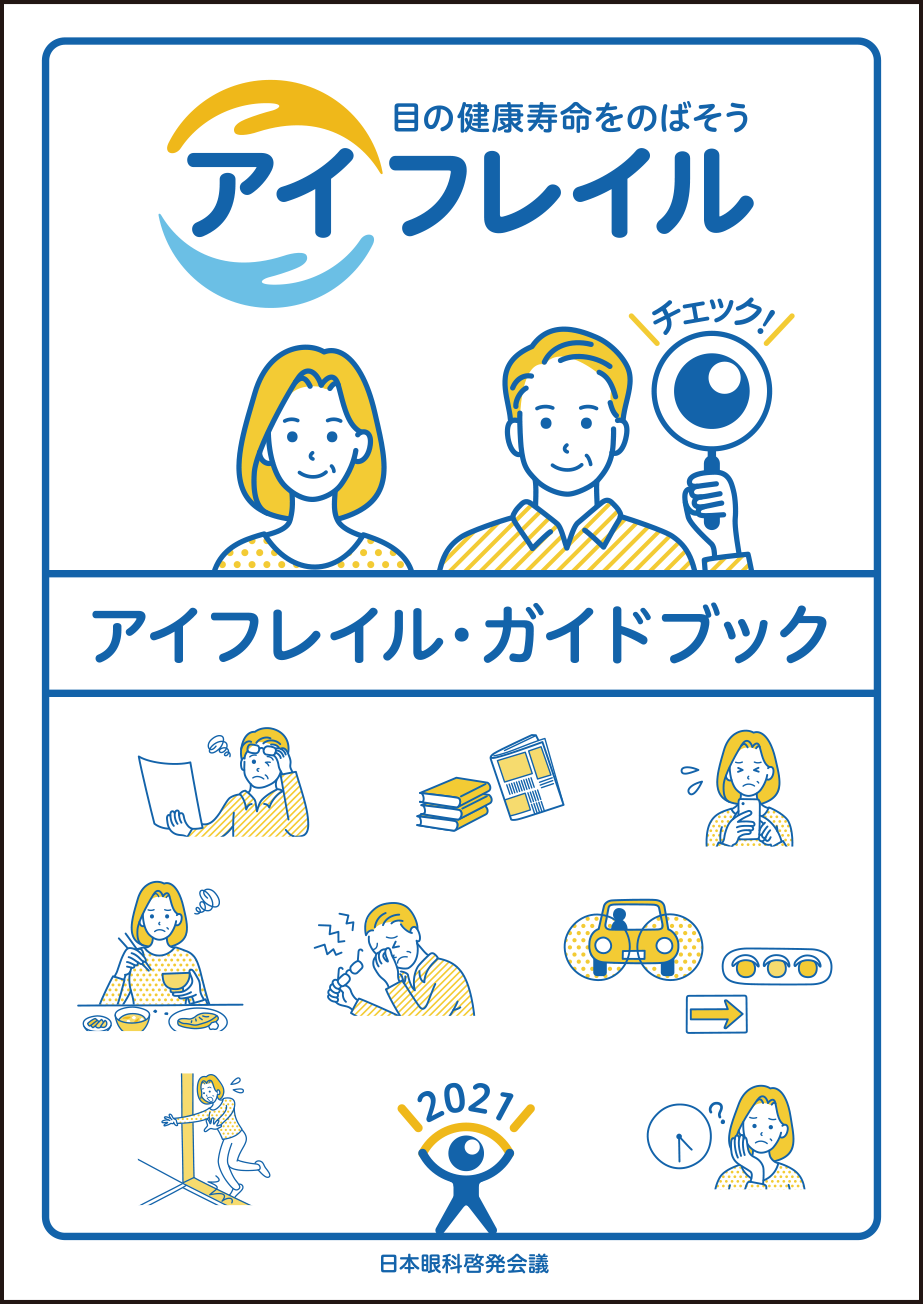 目の健康寿命をのばそう
アイフレイル
チェック!
アイフレイル・ガイドブック
?
2021
日本眼科啓発会議